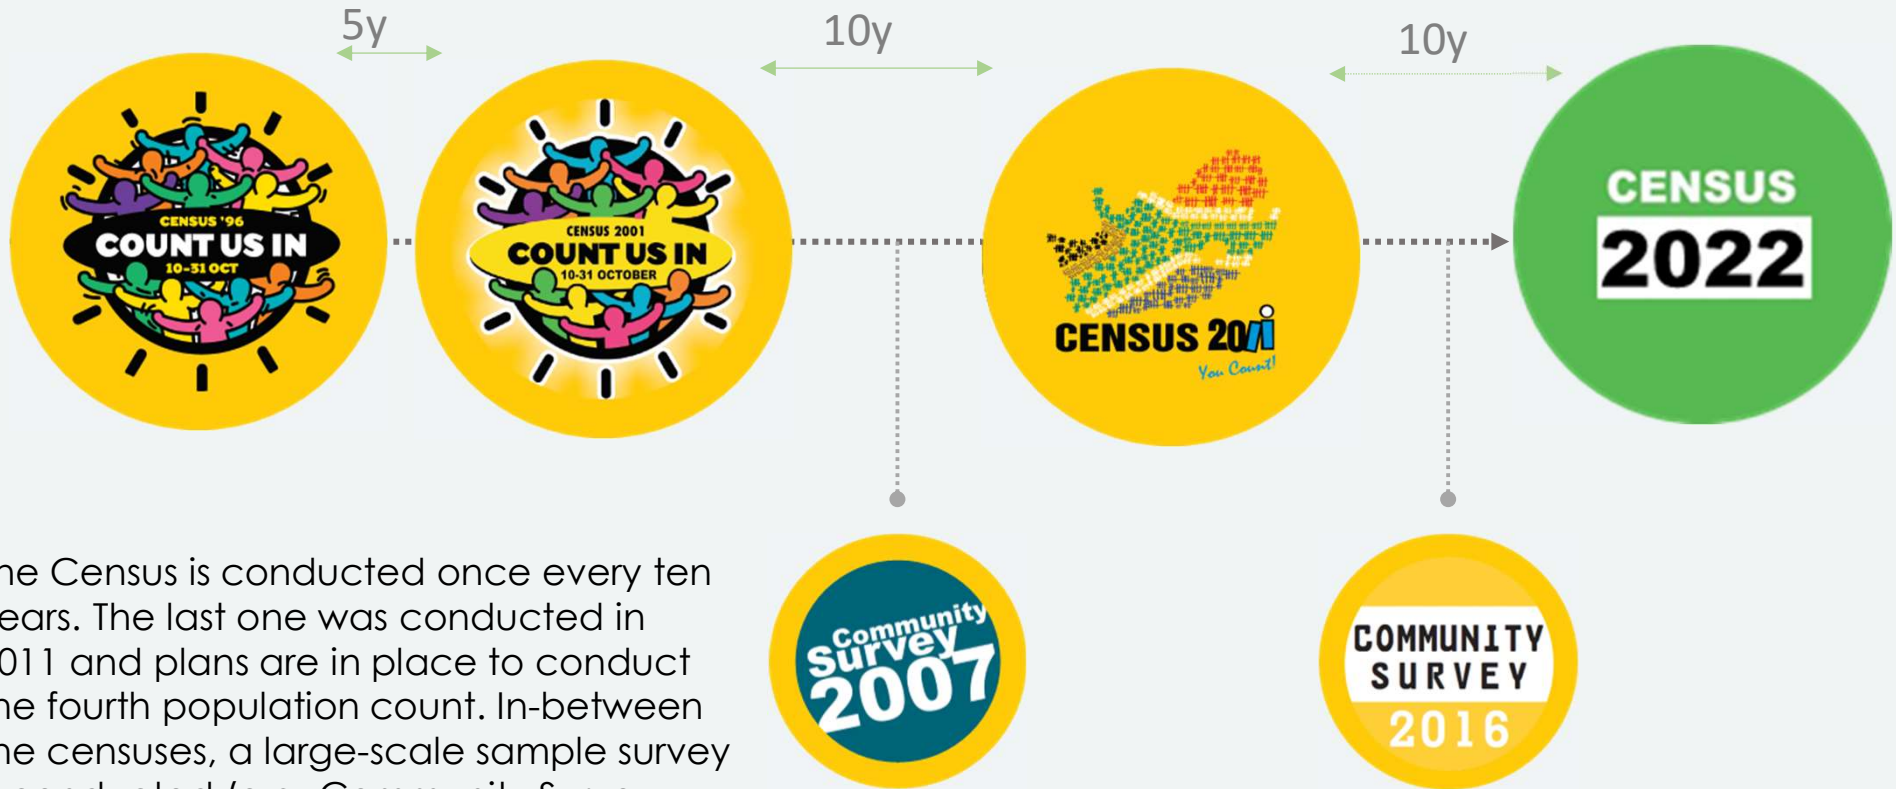 5y
10y
10y
CENSUS '96
COUNT US IN
10-31 OCT
CENSUS 2001
COUNT US IN
10-31 OCTOBER
CENSUS 2011
You Count!
CENSUS
2022
he Census is conducted once every ten
ears. The last one was conducted in
011 and plans are in place to conduct
he fourth population count. In-between
he censuses, a large-scale sample survey
conducted (e.g. Community Survey
Community
Survey
2007
COMMUNITY
SURVEY
2016